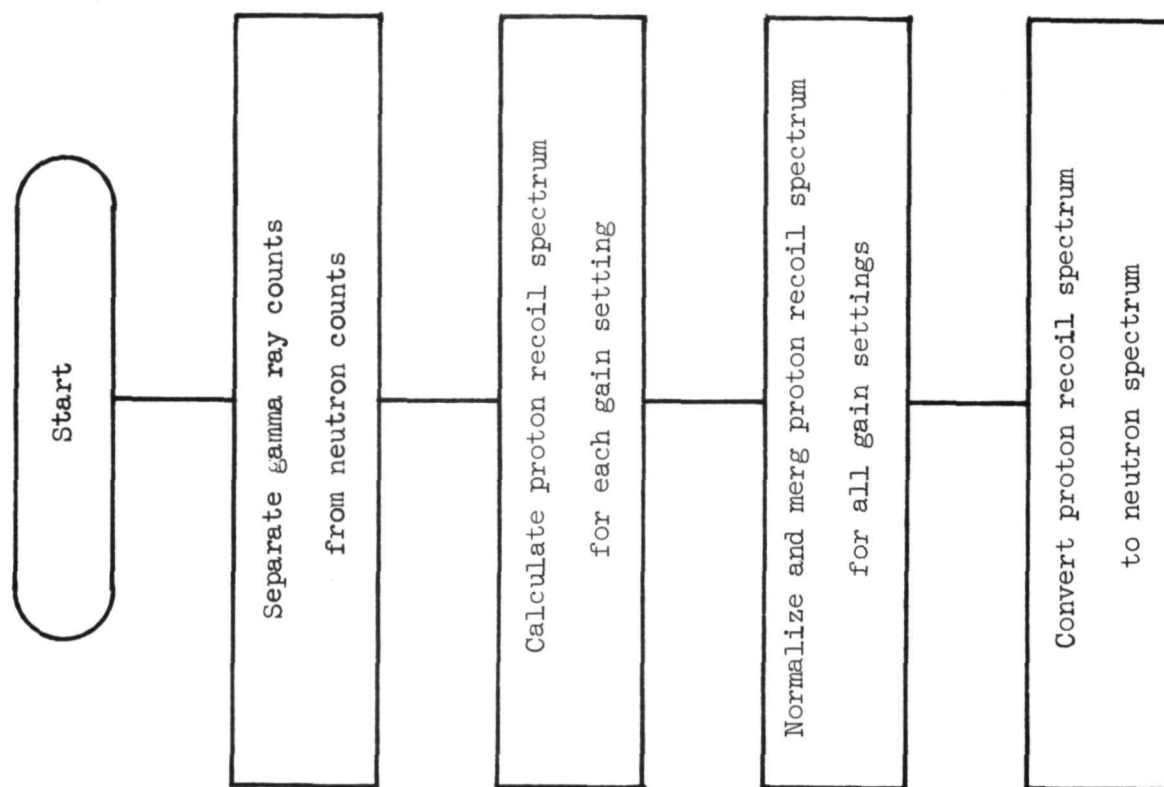 Start
Separate gamma ray counts
from neutron counts
Calculate proton recoil spectrum
for each gain setting
Normalize and merg proton recoil spectrum
for all gain settings
Convert proton recoil spectrum
to neutron spectrum